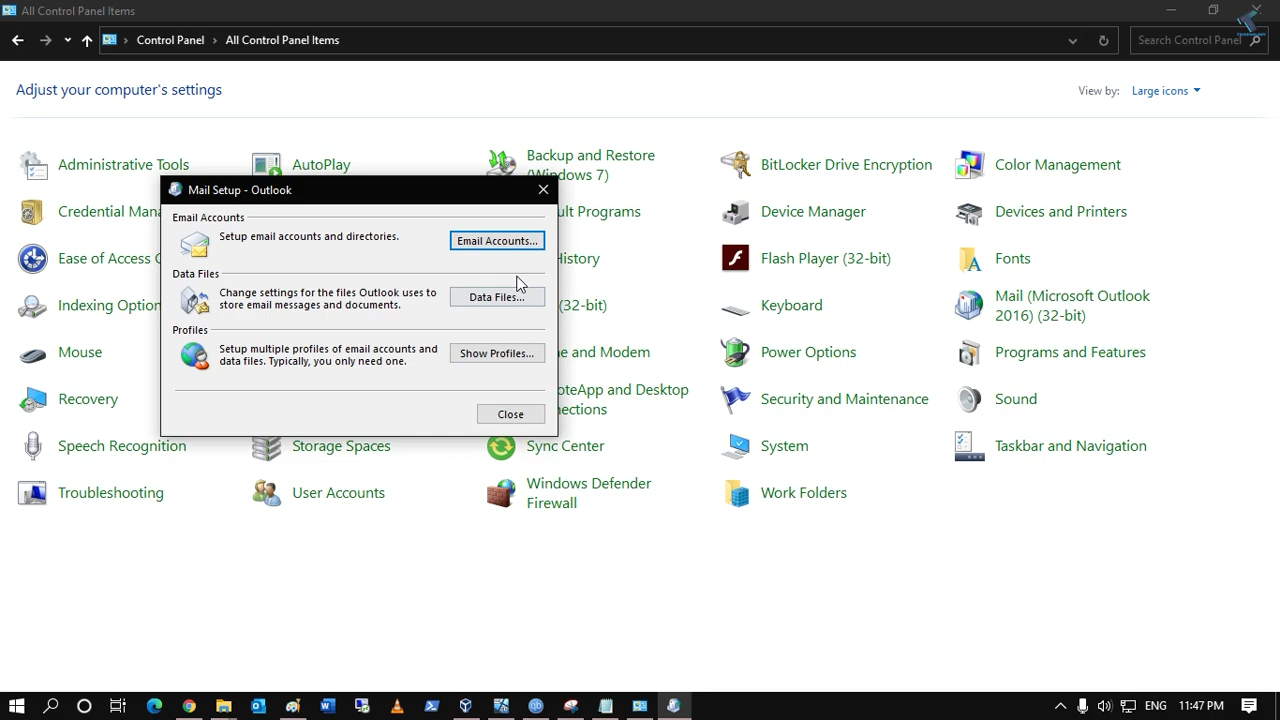 All Control Panel Items
Control Panel
All Control Panel Items
Search Control Panel
Adjust your computer's settings
View by:
Large icons
Administrative Tools
AutoPlay
Backup and Restore
(Windows 7)
BitLocker Drive Encryption
Color Management
Credential Mana
ult Programs
Device Manager
Devices and Printers
Ease of Access C
History
Flash Player (32-bit)
Fonts
Indexing Option
(32-bit)
Keyboard
Mail (Microsoft Outlook
2016) (32-bit)
Mouse
ne and Modem
Power Options
Programs and Features
Recovery
oteApp and Desktop
nections
Security and Maintenance
Sound
Speech Recognition
Storage Spaces
Sync Center
System
Taskbar and Navigation
Troubleshooting
User Accounts
Windows Defender
Firewall
Work Folders
Mail Setup - Outlook
Email Accounts
Setup email accounts and directories.
Email Accounts...
Data Files
Change settings for the files Outlook uses to
store email messages and documents.
Data Files...
Profiles
Setup multiple profiles of email accounts and
data files. Typically, you only need one.
Show Profiles...
Close
11:47 PM